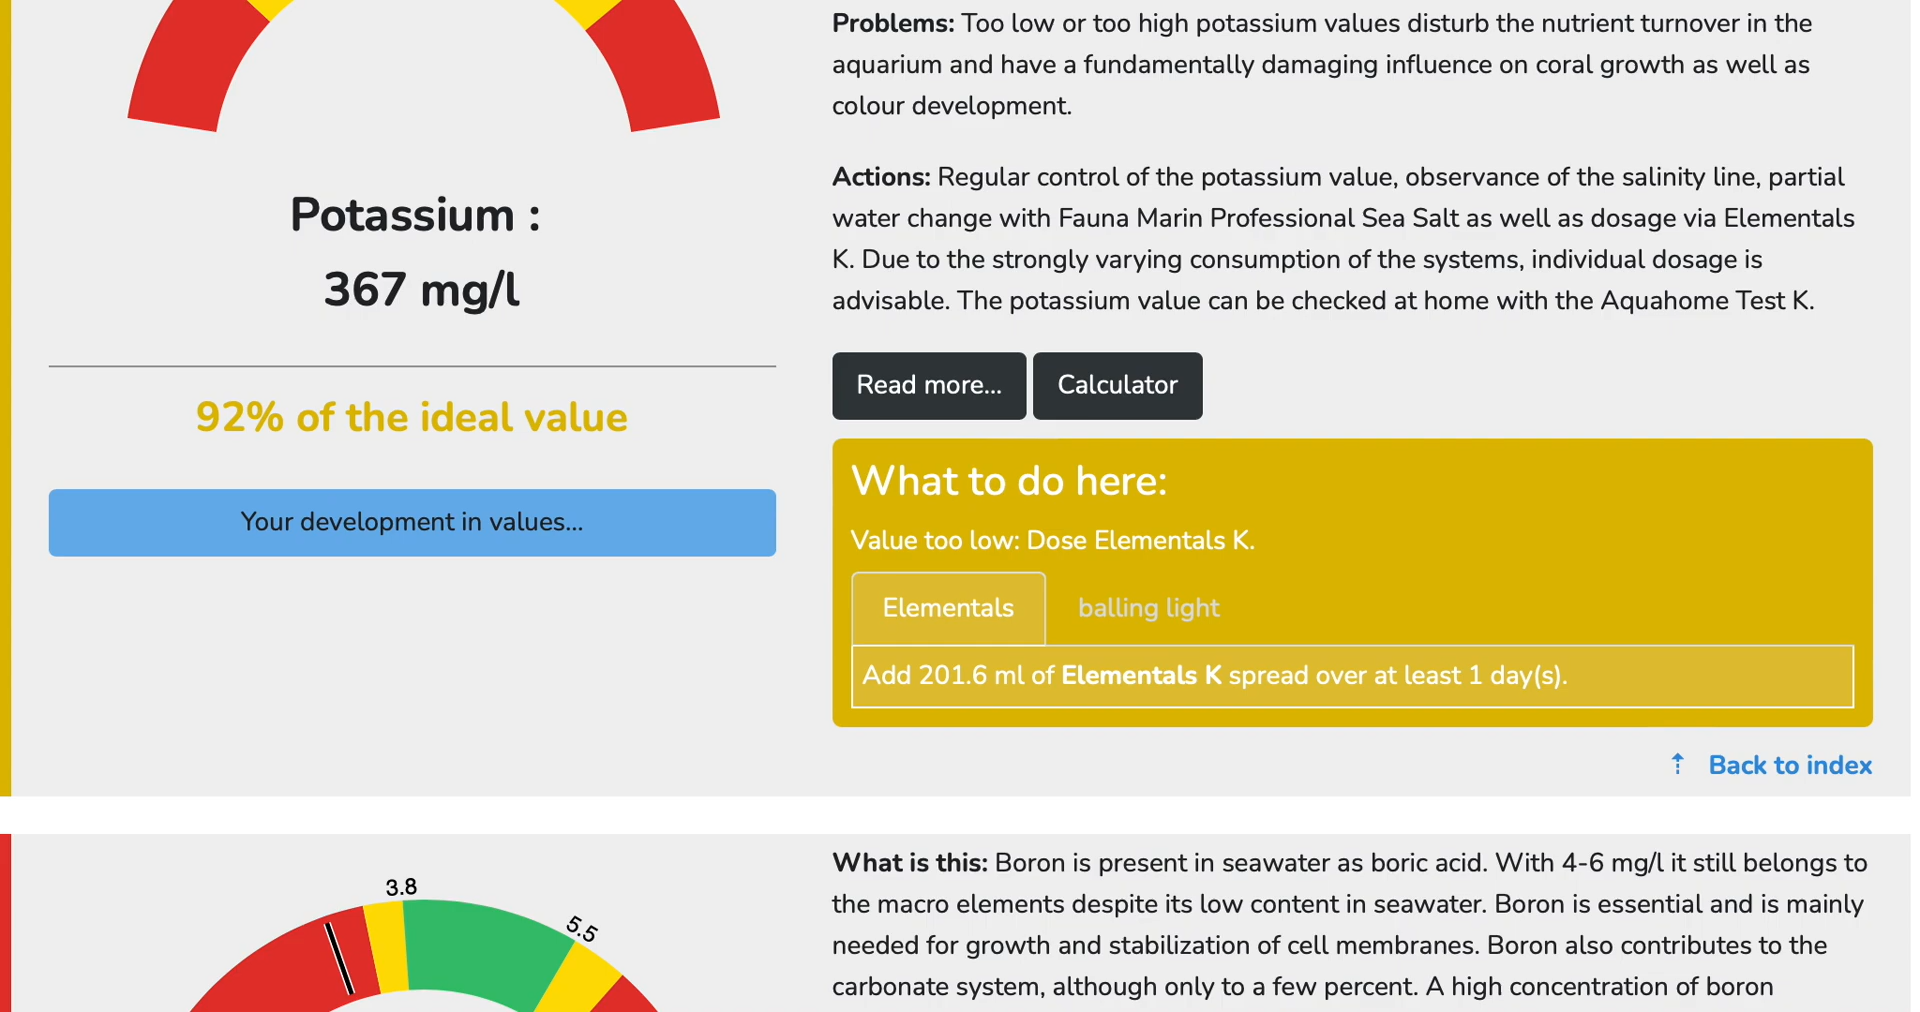 Problems: Too low or too high potassium values disturb the nutrient turnover in the
aquarium and have a fundamentally damaging influence on coral growth as well as
colour development.
Potassium :
367 mg/l
92% of the ideal value
Your development in values...
Actions: Regular control of the potassium value, observance of the salinity line, partial
water change with Fauna Marin Professional Sea Salt as well as dosage via Elementals
K. Due to the strongly varying consumption of the systems, individual dosage is
advisable. The potassium value can be checked at home with the Aquahome Test K.
Read more...
Calculator
What to do here:
Value too low: Dose Elementals K.
Elementals
balling light
Add 201.6 ml of Elementals K spread over at least 1 day(s).
⇡ Back to index
3.8
5.5
What is this: Boron is present in seawater as boric acid. With 4-6 mg/l it still belongs to
the macro elements despite its low content in seawater. Boron is essential and is mainly
needed for growth and stabilization of cell membranes. Boron also contributes to the
carbonate system, although only to a few percent. A high concentration of boron